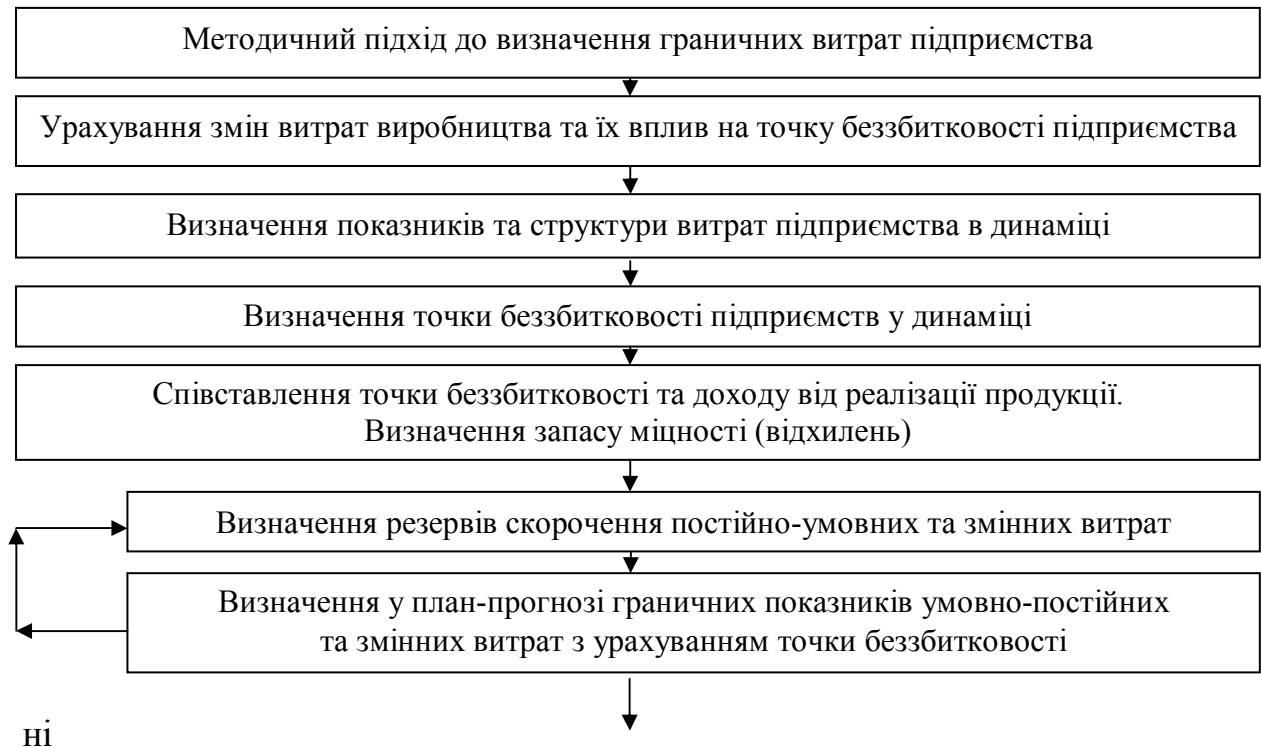 Методичний підхід до визначення граничних витрат підприємства
Урахування змін витрат виробництва та їх вплив на точку беззбитковості підприємства
Визначення показників та структури витрат підприємства в динаміці
Визначення точки беззбитковості підприємств у динаміці
Співставлення точки беззбитковості та доходу від реалізації продукції.
Визначення запасу міцності (відхилень)
Визначення резервів скорочення постійно-умовних та змінних витрат
Визначення у план-прогнозі граничних показників умовно-постійних
та змінних витрат з урахуванням точки беззбитковості
ні